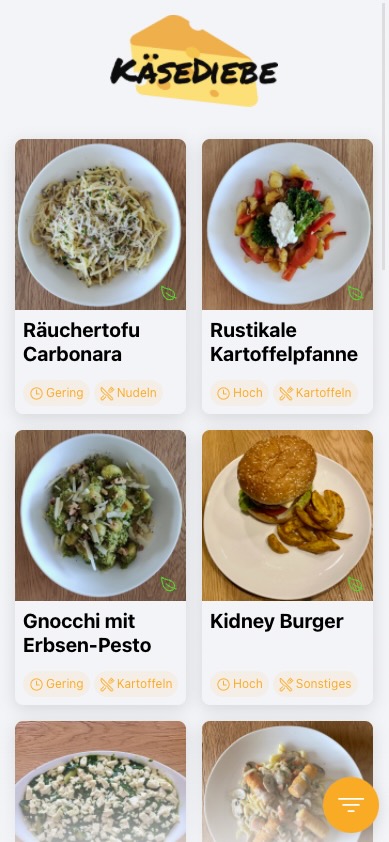 KÄSEDIEBE
Räuchertofu
Carbonara
Gering
Nudeln
Rustikale
Kartoffelpfanne
Hoch
Kartoffeln
Gnocchi mit
Erbsen-Pesto
Gering
Kartoffeln
Kidney Burger
Hoch
Sonstiges